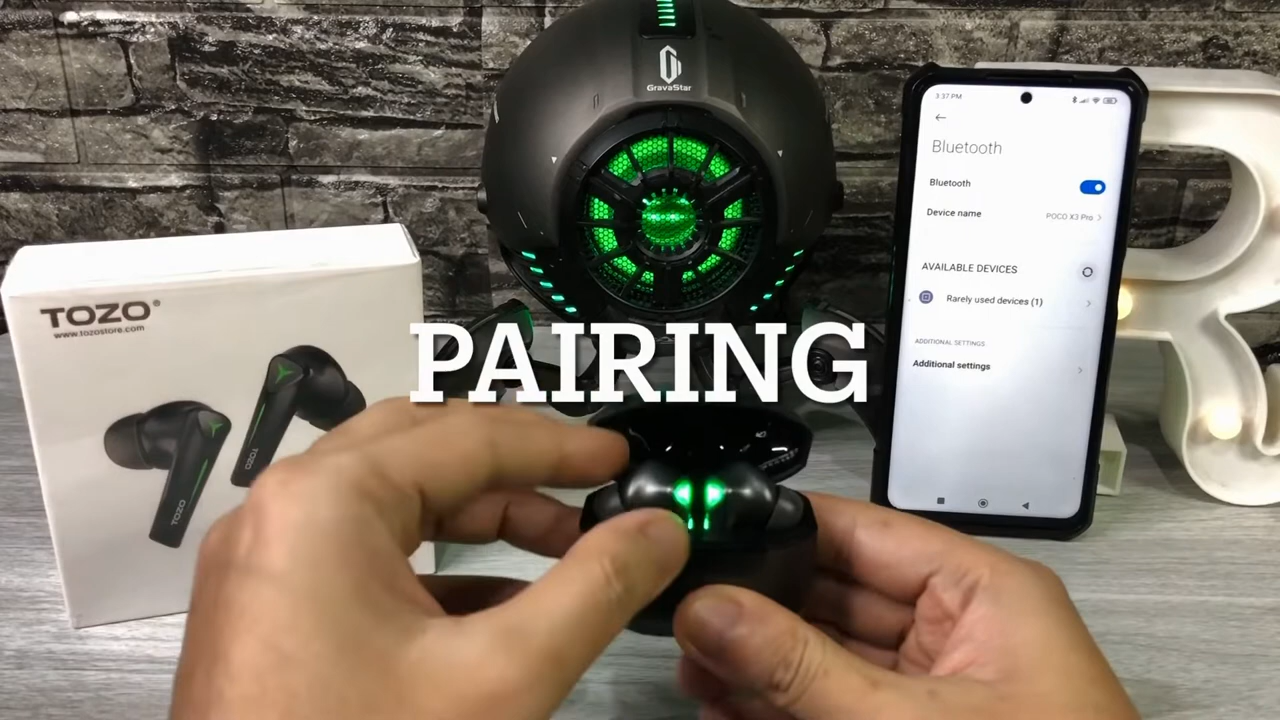 GravaStar
TOZO®
www.tozostore.com
TOZO
TOZO
PAIRING
3:37 PM
Bluetooth
Bluetooth
Device name POCO X3 Pro
AVAILABLE DEVICES
Rarely used devices (1)
ADDITIONAL SETTINGS
Additional settings
R